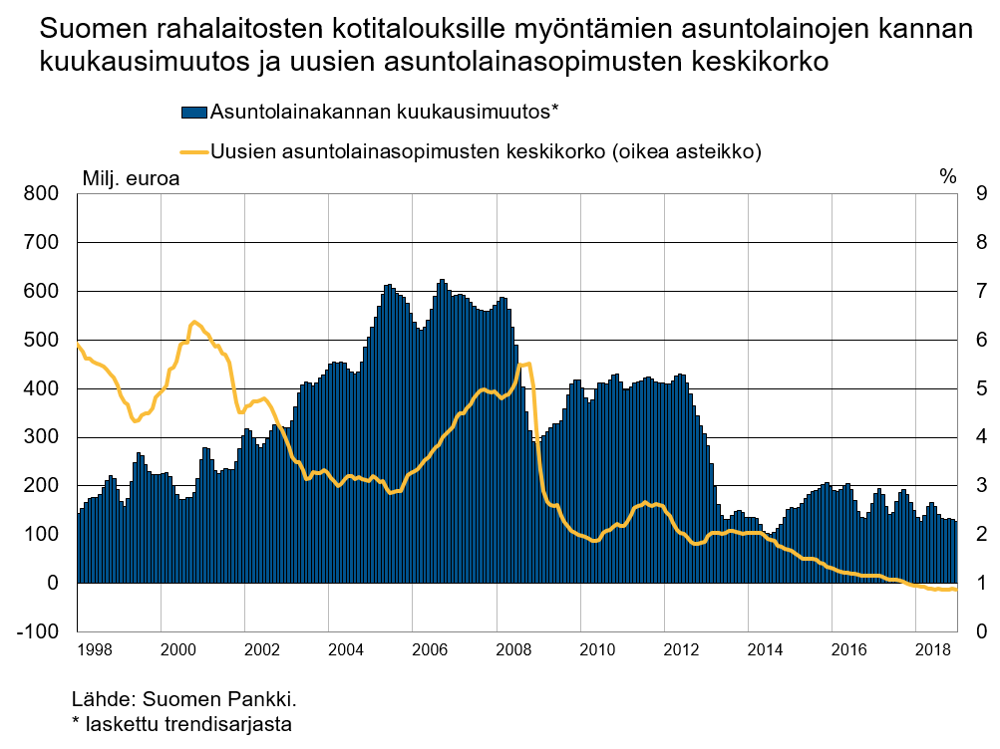 Suomen rahalaitosten kotitalouksille myöntämien asuntolainojen kannan
kuukausimuutos ja uusien asuntolainasopimusten keskikorko
Asuntolainakannan kuukausimuutos*
Uusien asuntolainasopimusten keskikorko (oikea asteikko)
Milj. euroa %
800 9
700 8
600 7
500 6
400 5
300 4
200 3
100 2
0 1
-100 0
1998 2000 2002 2004 2006 2008 2010 2012 2014 2016 2018
Lähde: Suomen Pankki.
* laskettu trendisarjasta